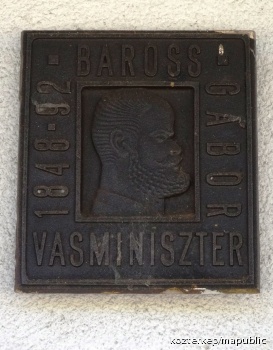 BAROSS
GÁBOR
1848-92
VASMINISZTER
kozterkep/mapublic